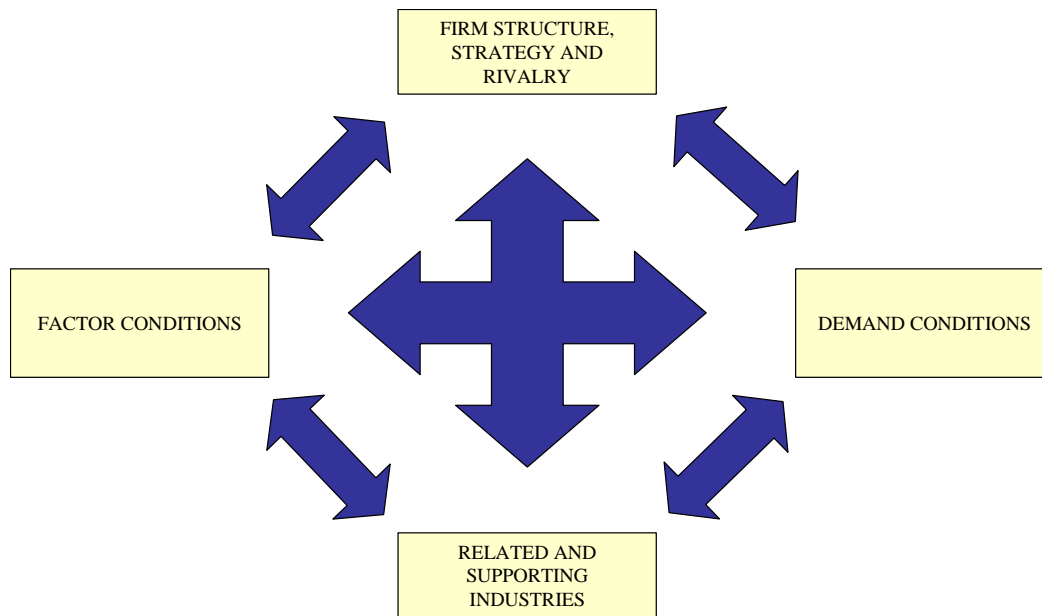 FIRM STRUCTURE,
STRATEGY AND
RIVALRY
FACTOR CONDITIONS
DEMAND CONDITIONS
RELATED AND
SUPPORTING
INDUSTRIES